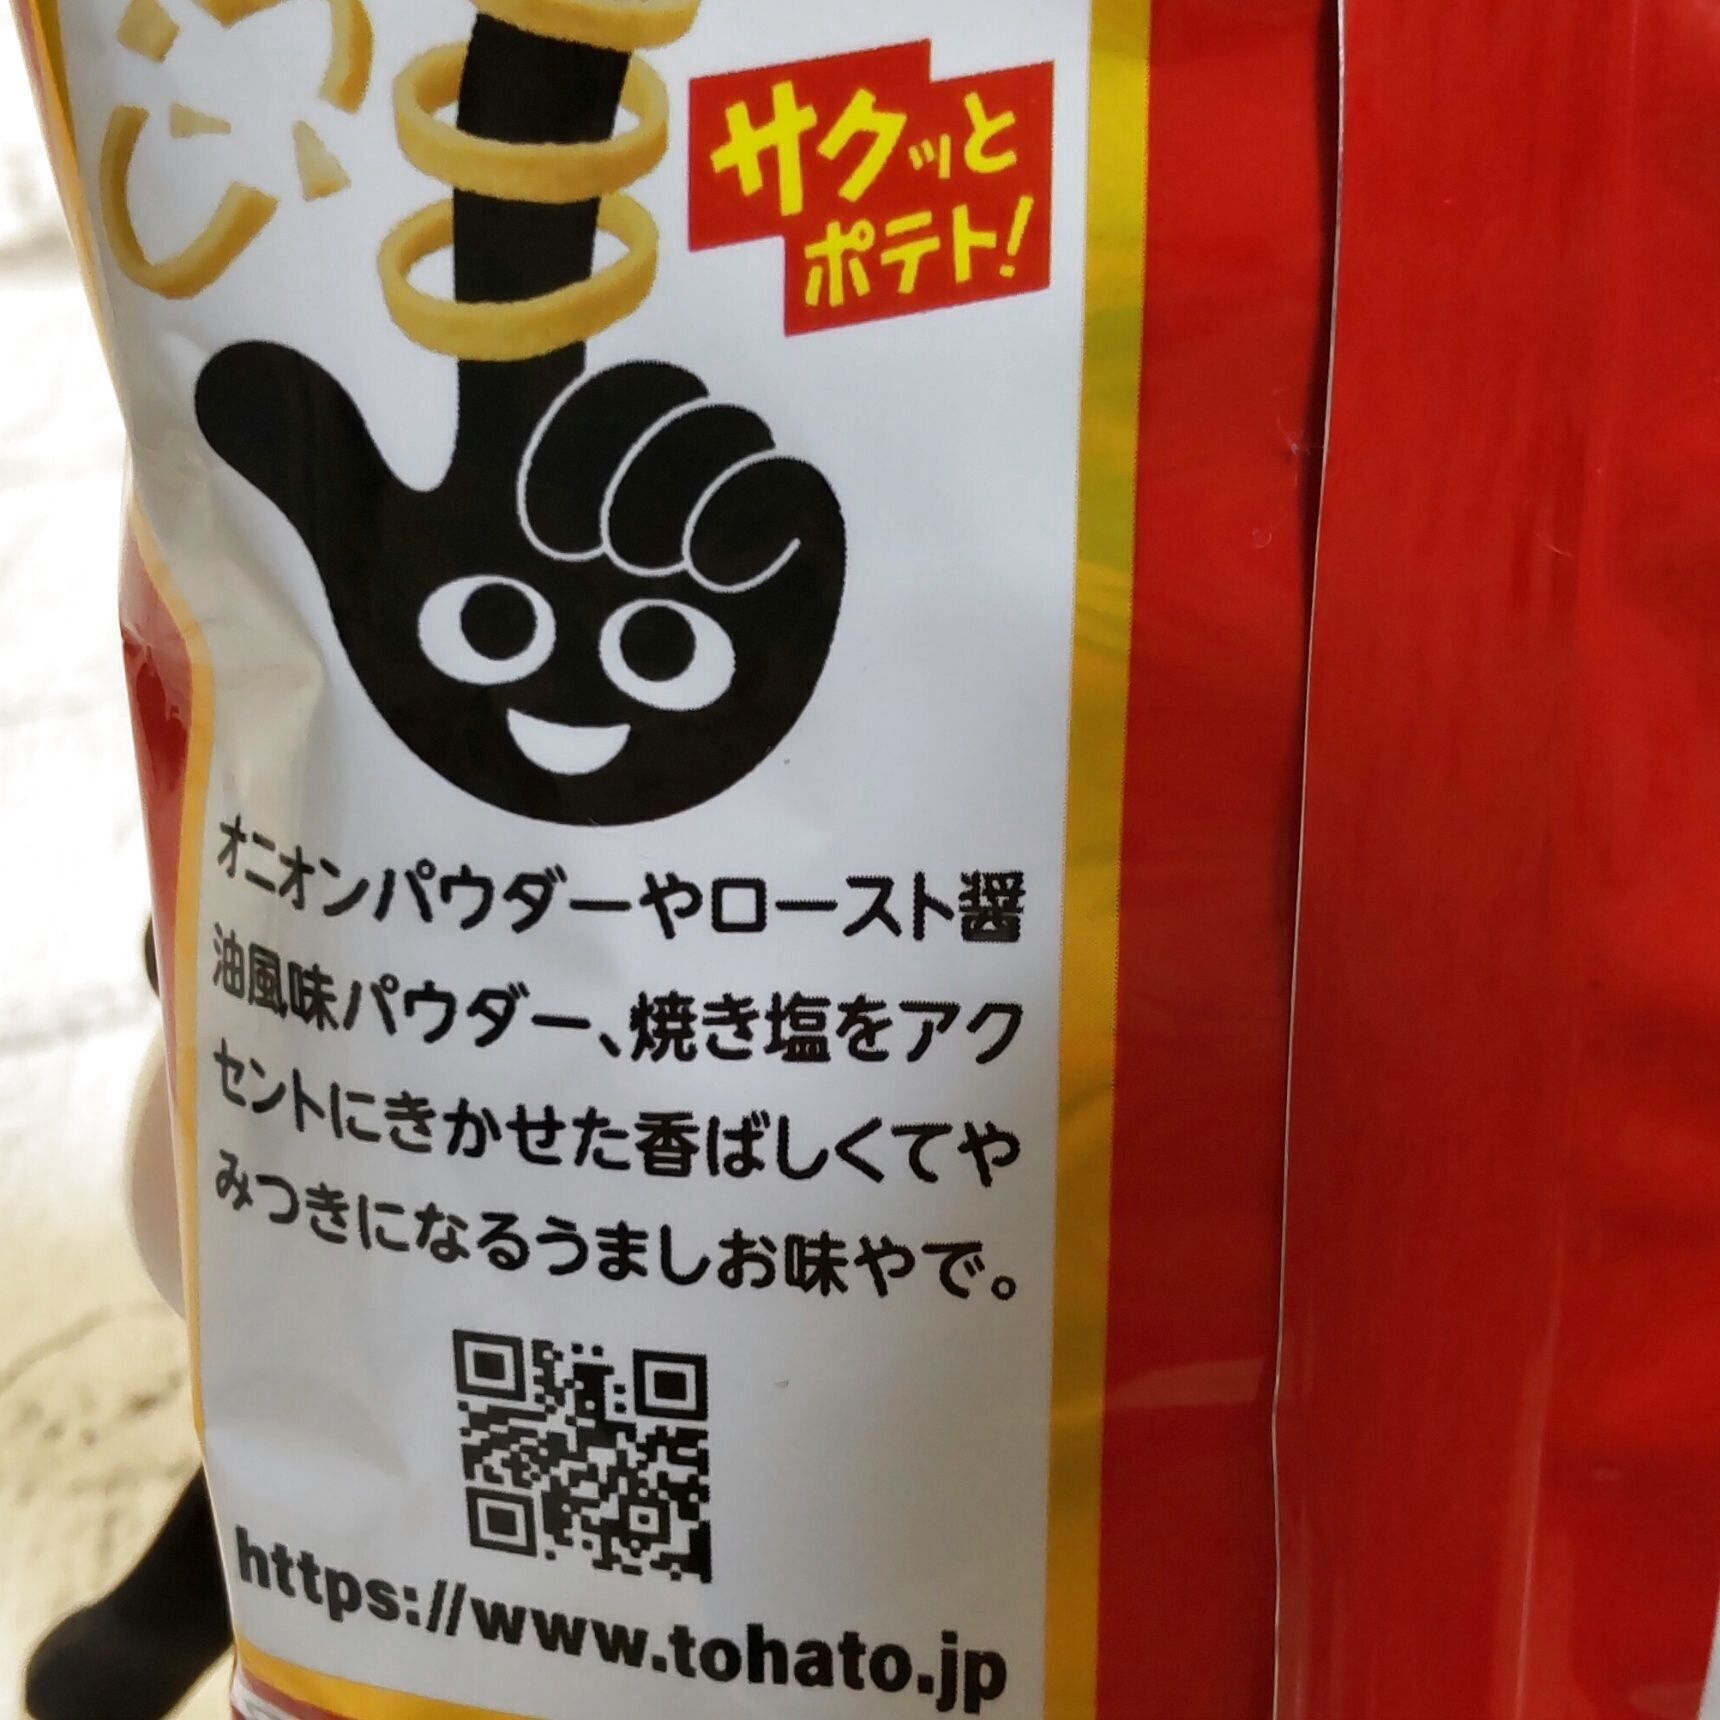 サクッと
ポテト!
オニオンパウダーやロースト醤
油風味パウダー、焼き塩をアク
セントにきかせた香ばしくてや
みつきになるうましお味やで。
https://www.tohato.jp